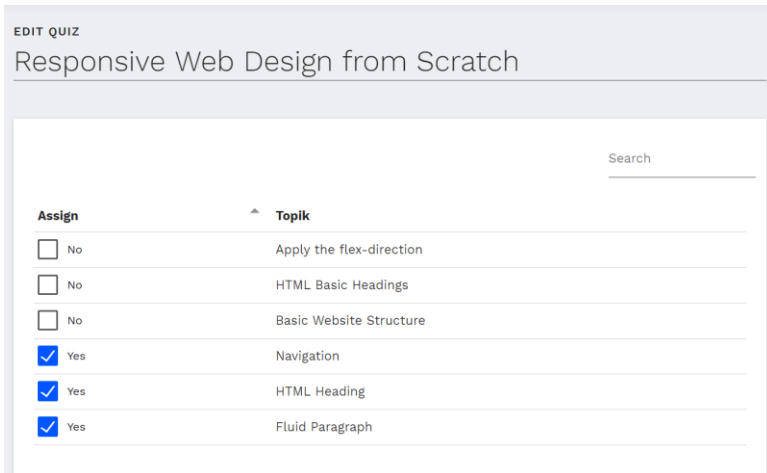 EDIT QUIZ
Responsive Web Design from Scratch
Search
Assign Topik
No Apply the flex-direction
No HTML Basic Headings
No Basic Website Structure
Yes Navigation
Yes HTML Heading
Yes Fluid Paragraph